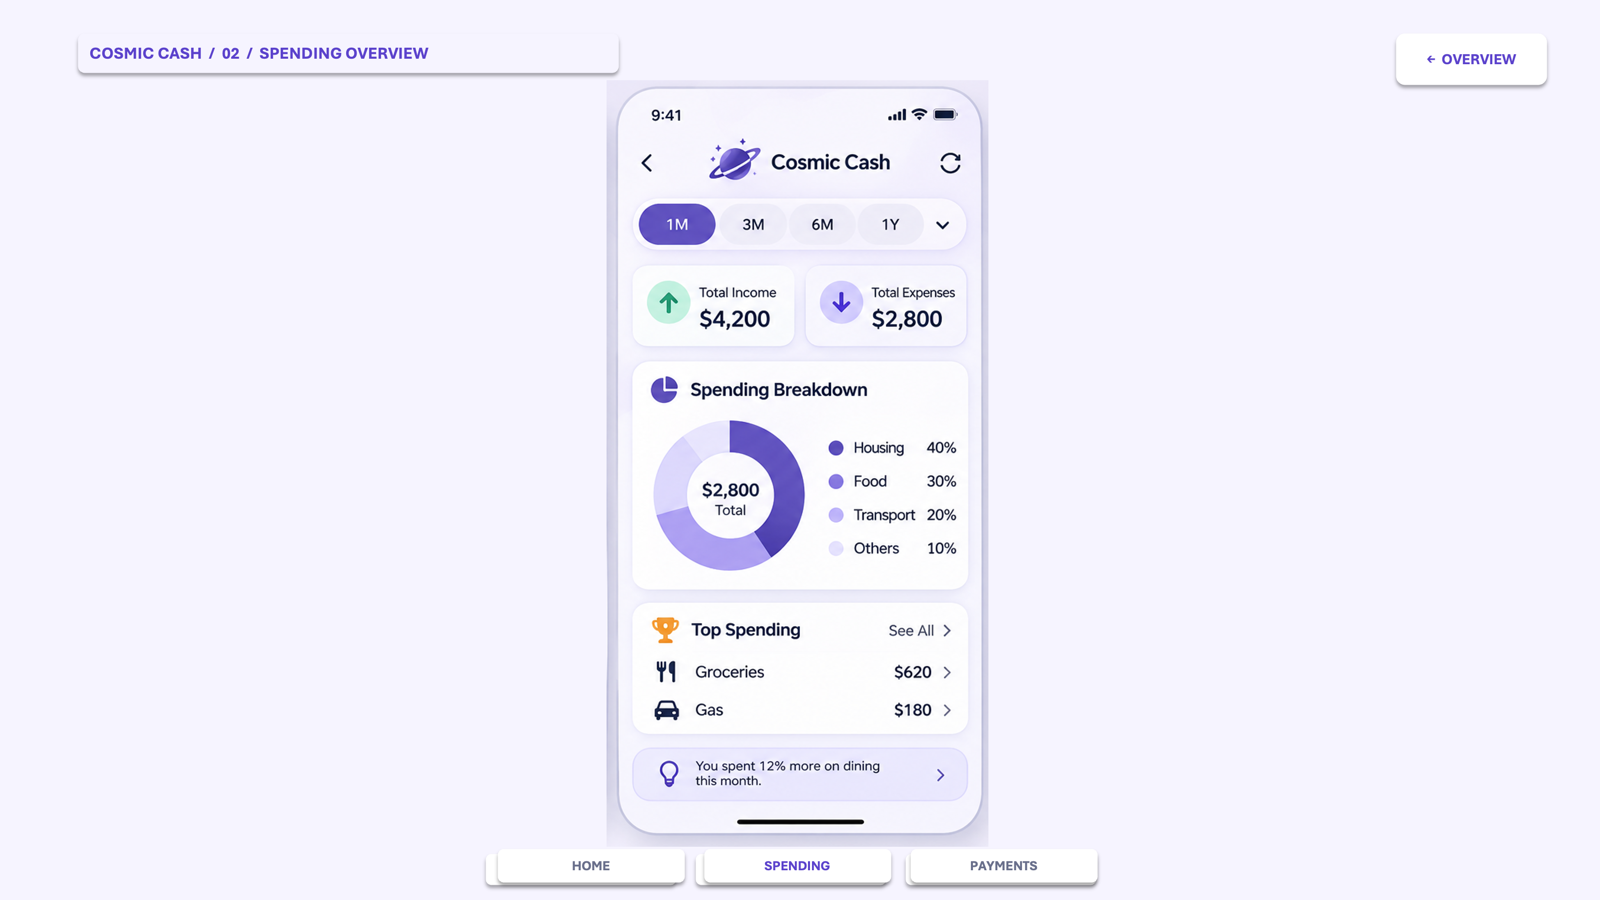 COSMIC CASH / 02 / SPENDING OVERVIEW
← OVERVIEW
9:41
Cosmic Cash
1M 3M 6M 1Y
Total Income
$4,200
Total Expenses
$2,800
Spending Breakdown
$2,800
Total
Housing 40%
Food 30%
Transport 20%
Others 10%
Top Spending
See All
Groceries $620
Gas $180
You spent 12% more on dining
this month.
HOME
SPENDING
PAYMENTS